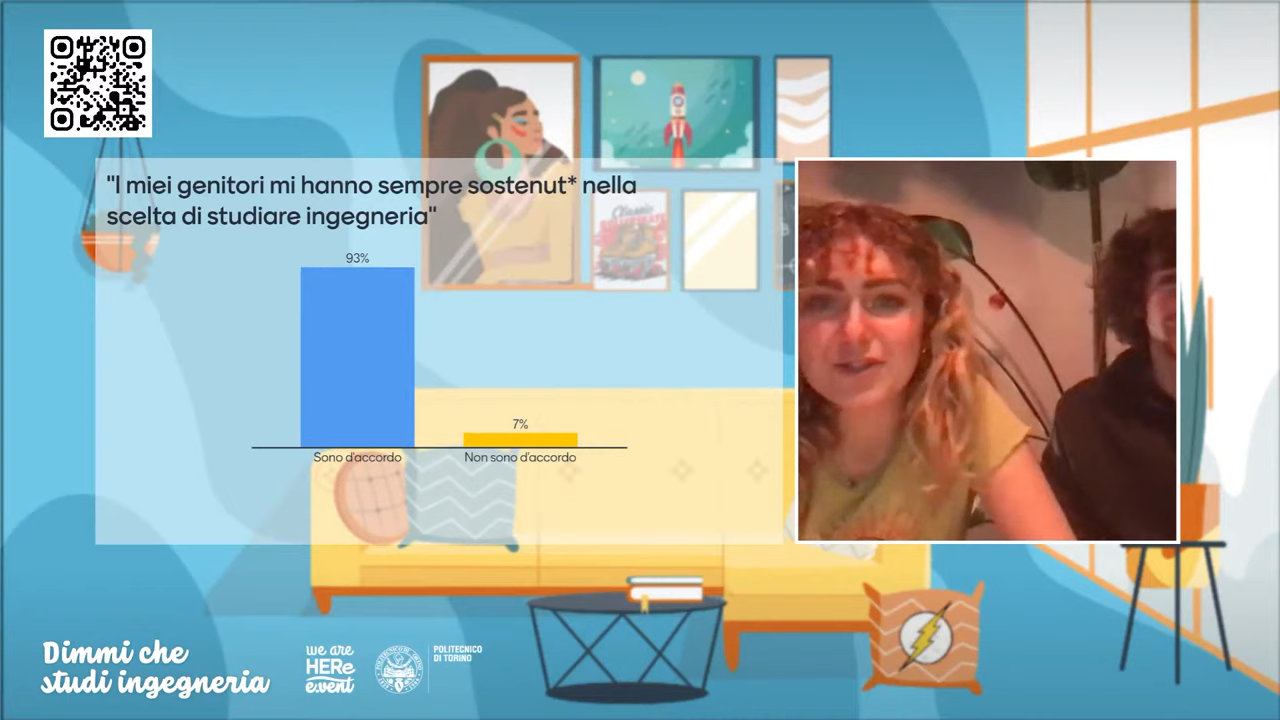 "I miei genitori mi hanno sempre sostenut* nella
scelta di studiare ingegneria"
93%
7%
Sono d'accordo
Non sono d'accordo
Classic
Dimmi che
studi ingegneria
we are
HERe
e.vent
POLITECNICO
DI TORINO